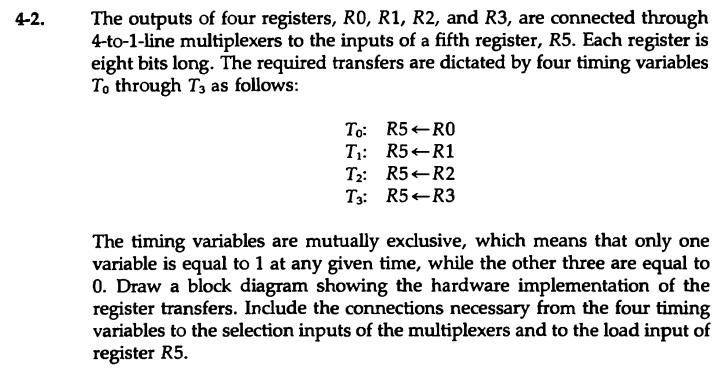 4-2. The outputs of four registers, R0, R1, R2, and R3, are connected through
4-to-1-line multiplexers to the inputs of a fifth register, R5. Each register is
eight bits long. The required transfers are dictated by four timing variables
T₀ through T₃ as follows:
T₀: R5←R0
T₁: R5←R1
T₂: R5←R2
T₃: R5←R3
The timing variables are mutually exclusive, which means that only one
variable is equal to 1 at any given time, while the other three are equal to
0. Draw a block diagram showing the hardware implementation of the
register transfers. Include the connections necessary from the four timing
variables to the selection inputs of the multiplexers and to the load input of
register R5.